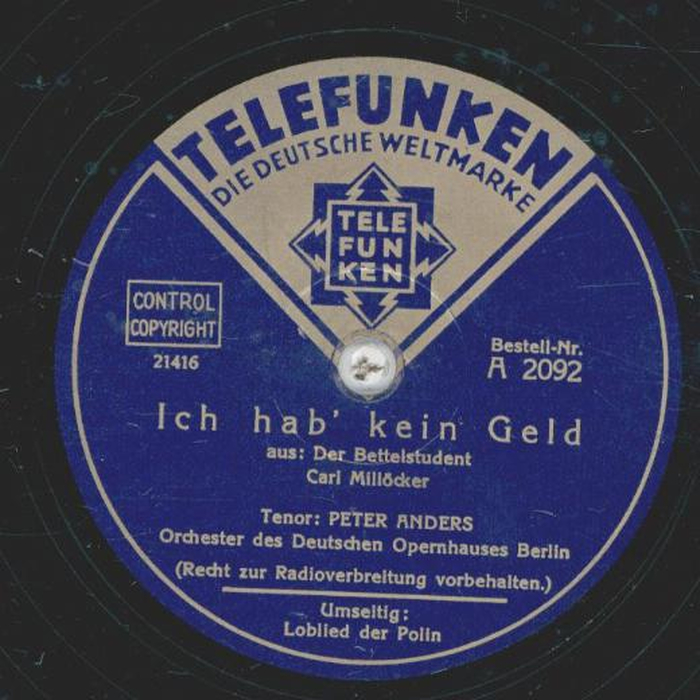 TELEFUNKEN
DIE DEUTSCHE WELTMARKE
TELE
FUN
KEN
CONTROL
COPYRIGHT
21416
Bestell-Nr.
A 2092
Ich hab' kein Geld
aus: Der Bettelstudent
Carl Millöcker
Tenor: PETER ANDERS
Orchester des Deutschen Opernhauses Berlin
(Recht zur Radioverbreitung vorbehalten.)
Umseitig:
Loblied der Polin